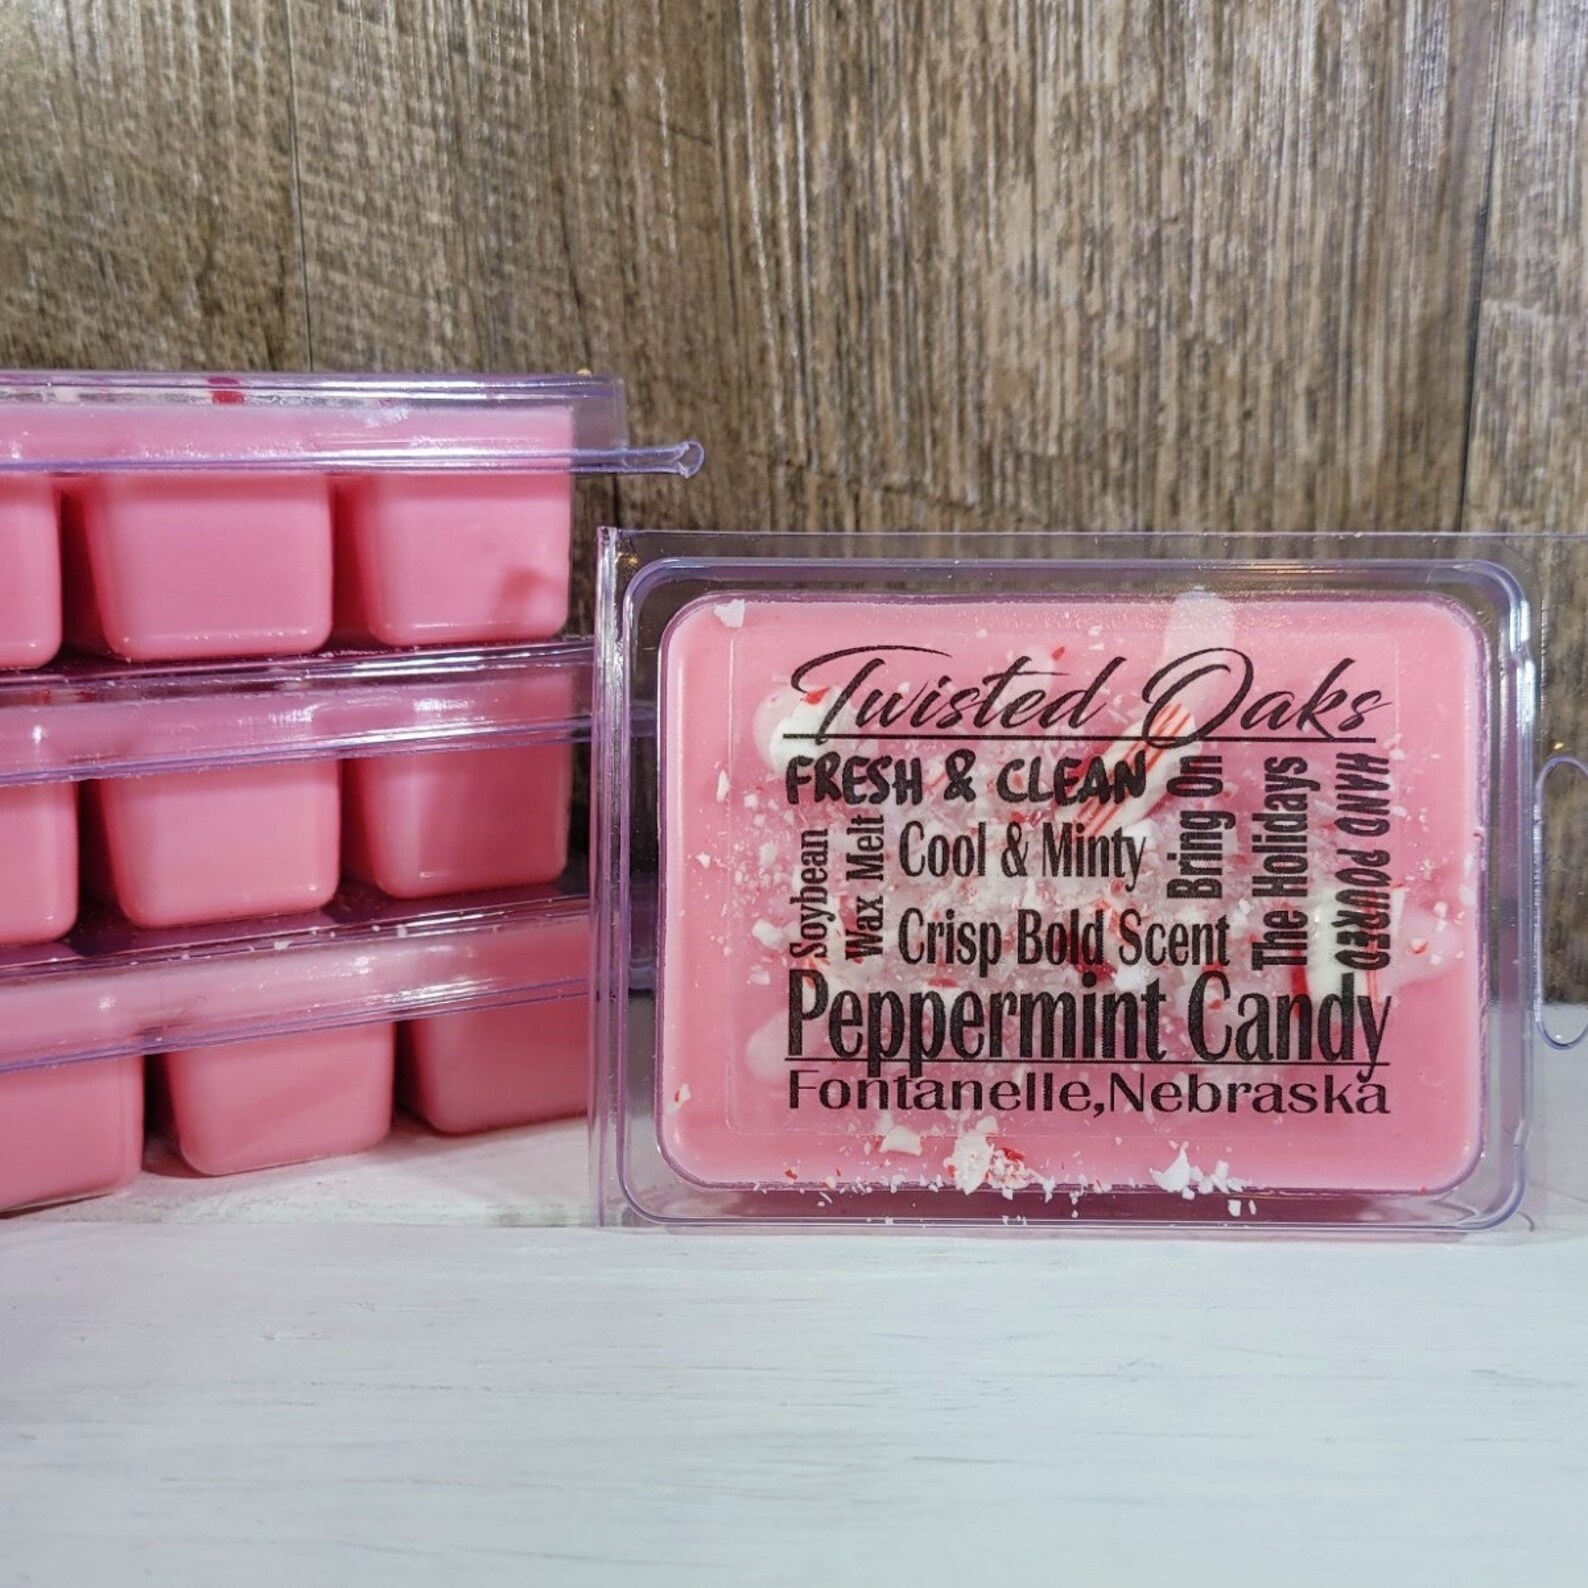 Twisted Oaks
FRESH & CLEAN
Soybean
Wax Melt
Cool & Minty
Crisp Bold Scent
Bring On
The Holidays
HAND POURED
Peppermint Candy
Fontanelle,Nebraska